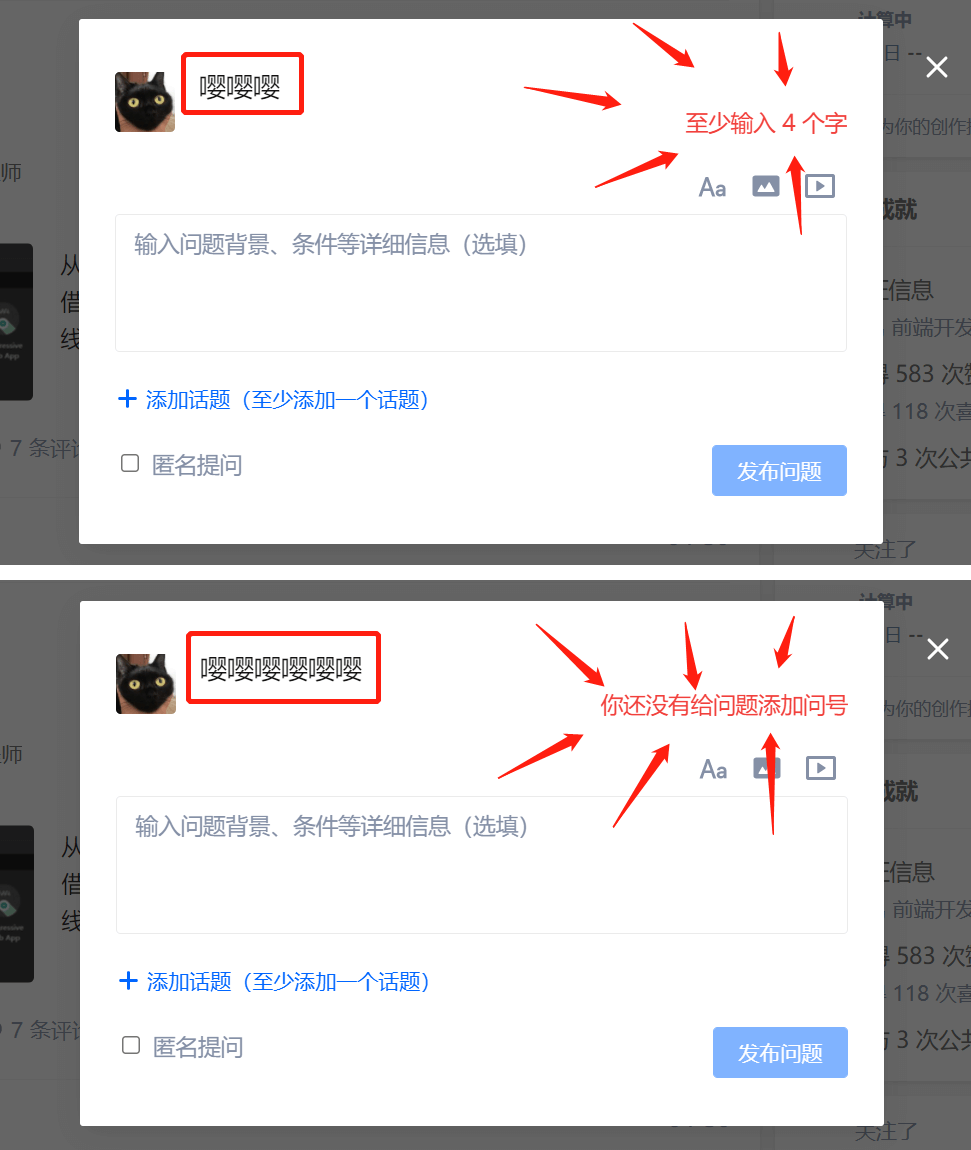 计算中
日 --
嘤嘤嘤
至少输入 4 个字
为你的创作
师
Aa
成就
输入问题背景、条件等详细信息（选填）
从
信息
借
前端开发
线
583 次赞
+ 添加话题（至少添加一个话题）
118 次喜
7 条评论
匿名提问
3 次公共
发布问题
关注了
计算中
日 --
嘤嘤嘤嘤嘤嘤
你还没有给问题添加问号
为你的创作
师
Aa
成就
输入问题背景、条件等详细信息（选填）
从
信息
借
前端开发
线
583 次赞
+ 添加话题（至少添加一个话题）
118 次喜
7 条评论
匿名提问
3 次公共
发布问题
关注了